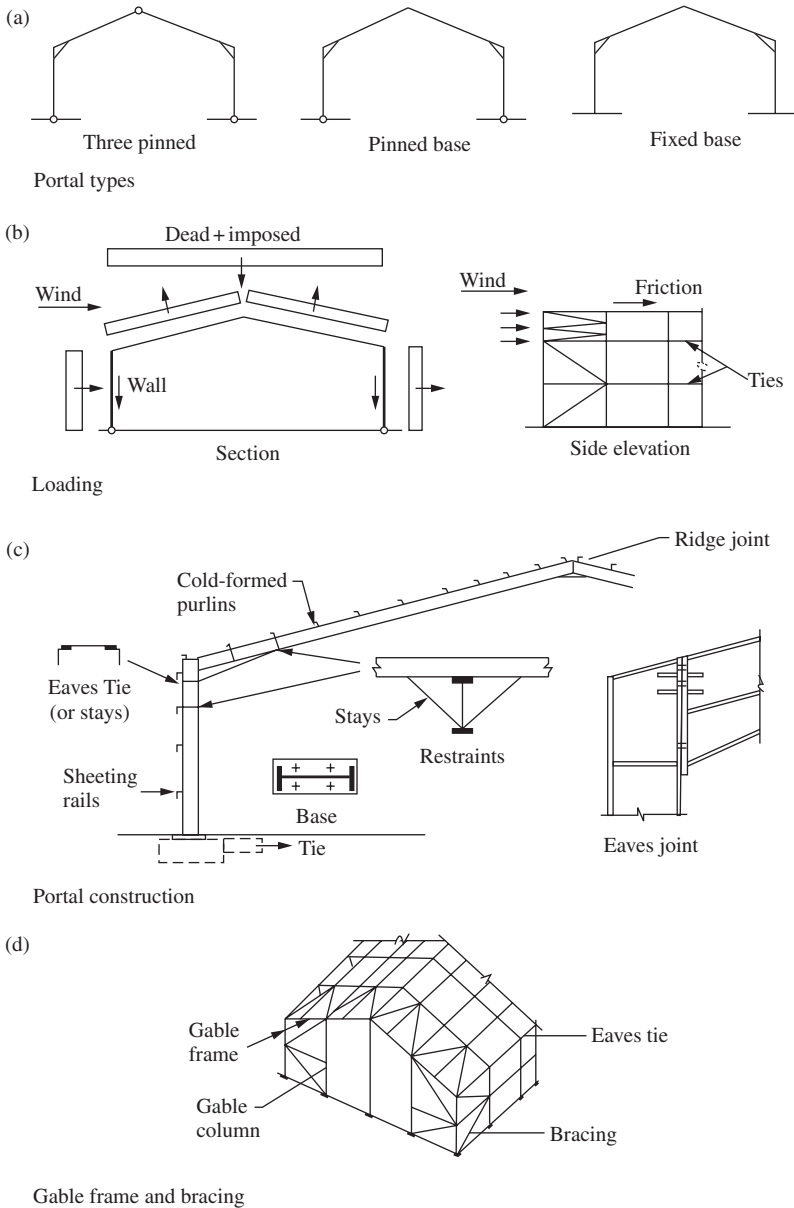 (a)
Three pinned
Pinned base
Fixed base
Portal types
(b)
Dead + imposed
Wind
Wall
Section
Wind
Friction
Ties
Side elevation
Loading
(c)
Ridge joint
Cold-formed
purlins
Eaves Tie
(or stays)
Stays
Restraints
Sheeting
rails
Base
Tie
Eaves joint
Portal construction
(d)
Gable
frame
Eaves tie
Gable
column
Bracing
Gable frame and bracing